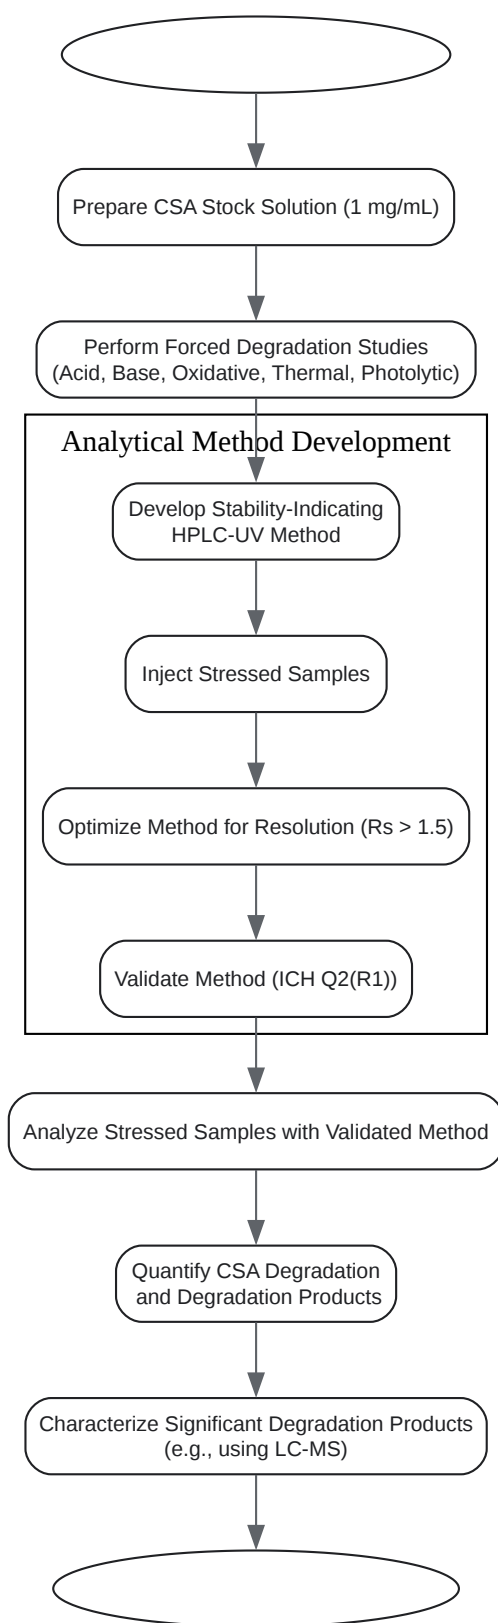 Prepare CSA Stock Solution (1 mg/mL)
Perform Forced Degradation Studies
(Acid, Base, Oxidative, Thermal, Photolytic)
Analytical Method Development
Develop Stability-Indicating
HPLC-UV Method
Inject Stressed Samples
Optimize Method for Resolution (Rs > 1.5)
Validate Method (ICH Q2(R1))
Analyze Stressed Samples with Validated Method
Quantify CSA Degradation
and Degradation Products
Characterize Significant Degradation Products
(e.g., using LC-MS)